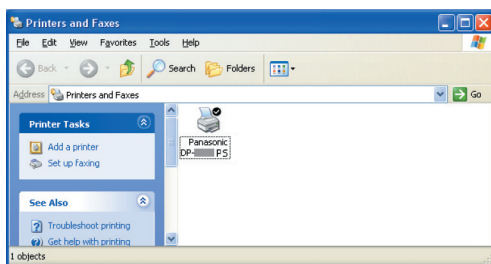 Printers and Faxes
File Edit View Favorites Tools Help
Back Search Folders
Address Printers and Faxes Go
Printer Tasks
Add a printer
Set up faxing
See Also
Troubleshoot printing
Get help with printing
Panasonic
DP- PS
1 objects